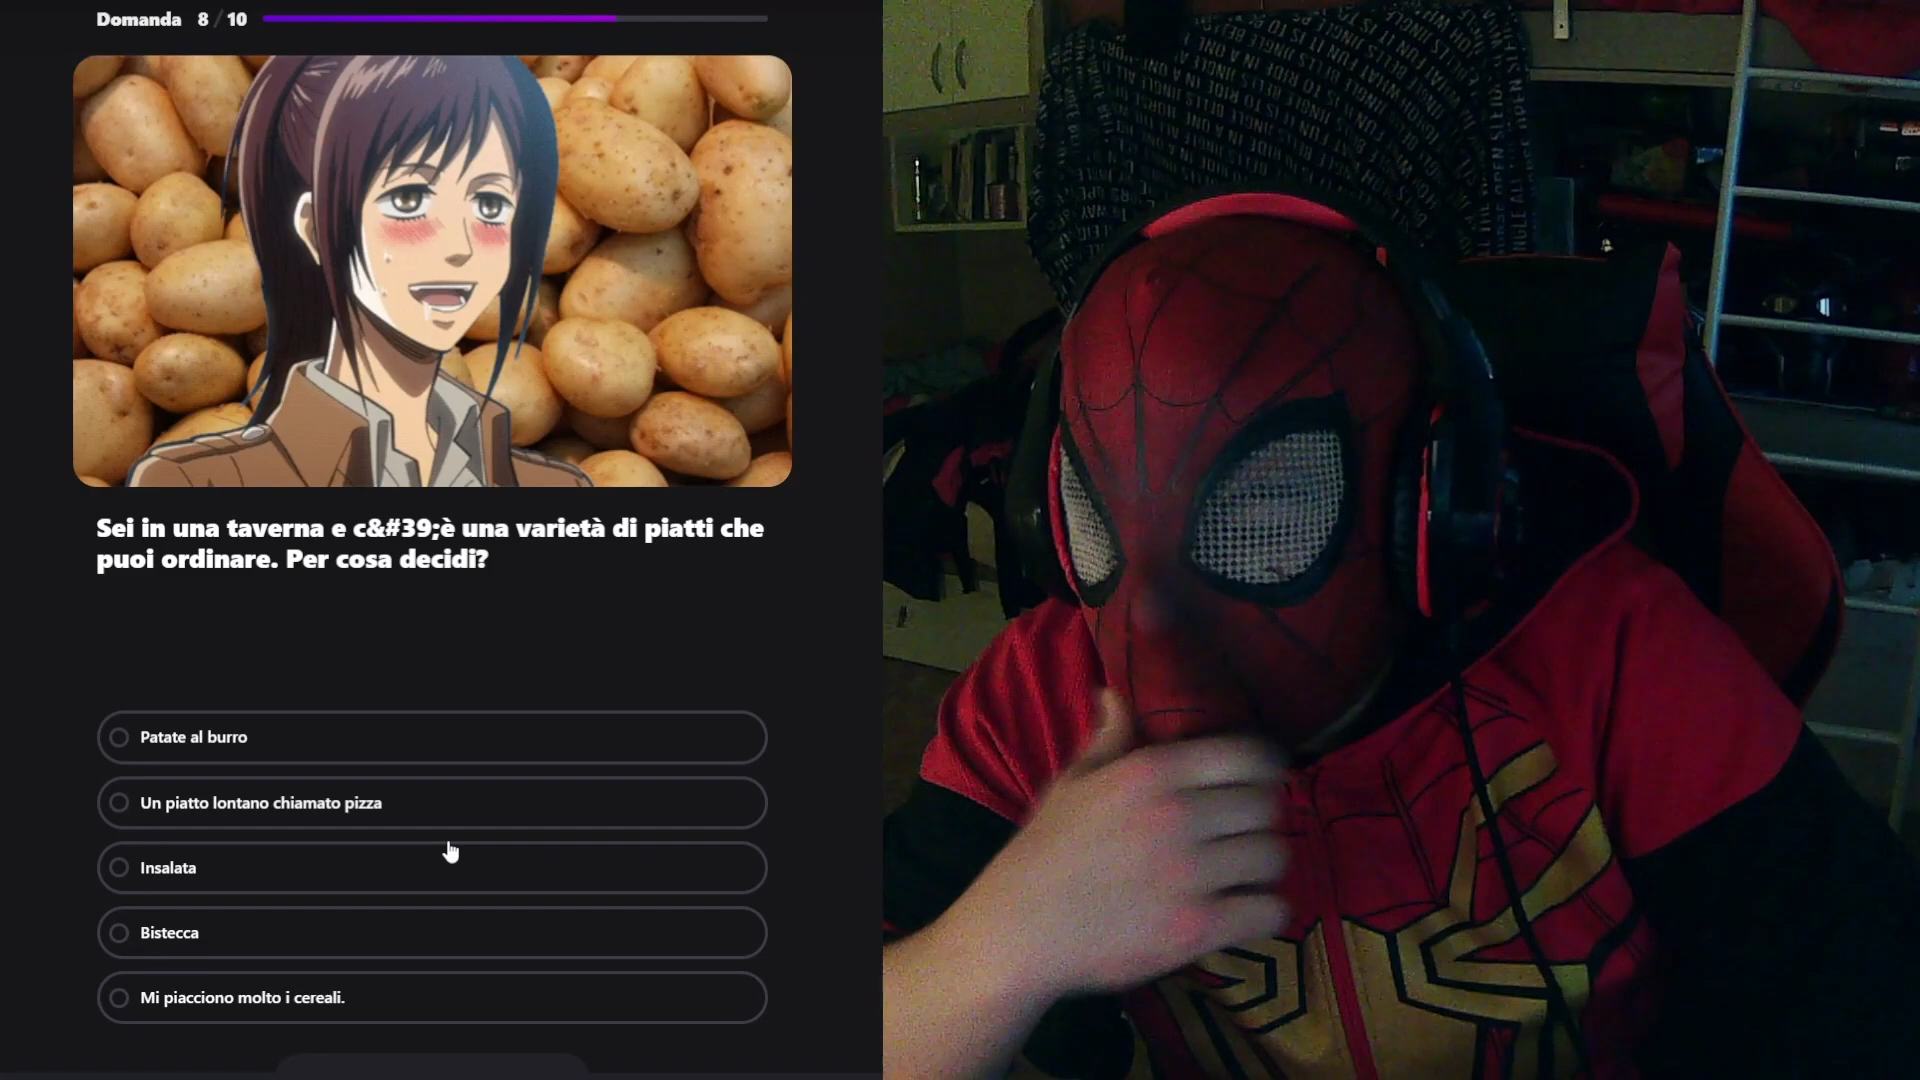 Domanda 8 / 10
Sei in una taverna e c&#39;è una varietà di piatti che
puoi ordinare. Per cosa decidi?
Patate al burro
Un piatto lontano chiamato pizza
Insalata
Bistecca
Mi piacciono molto i cereali.